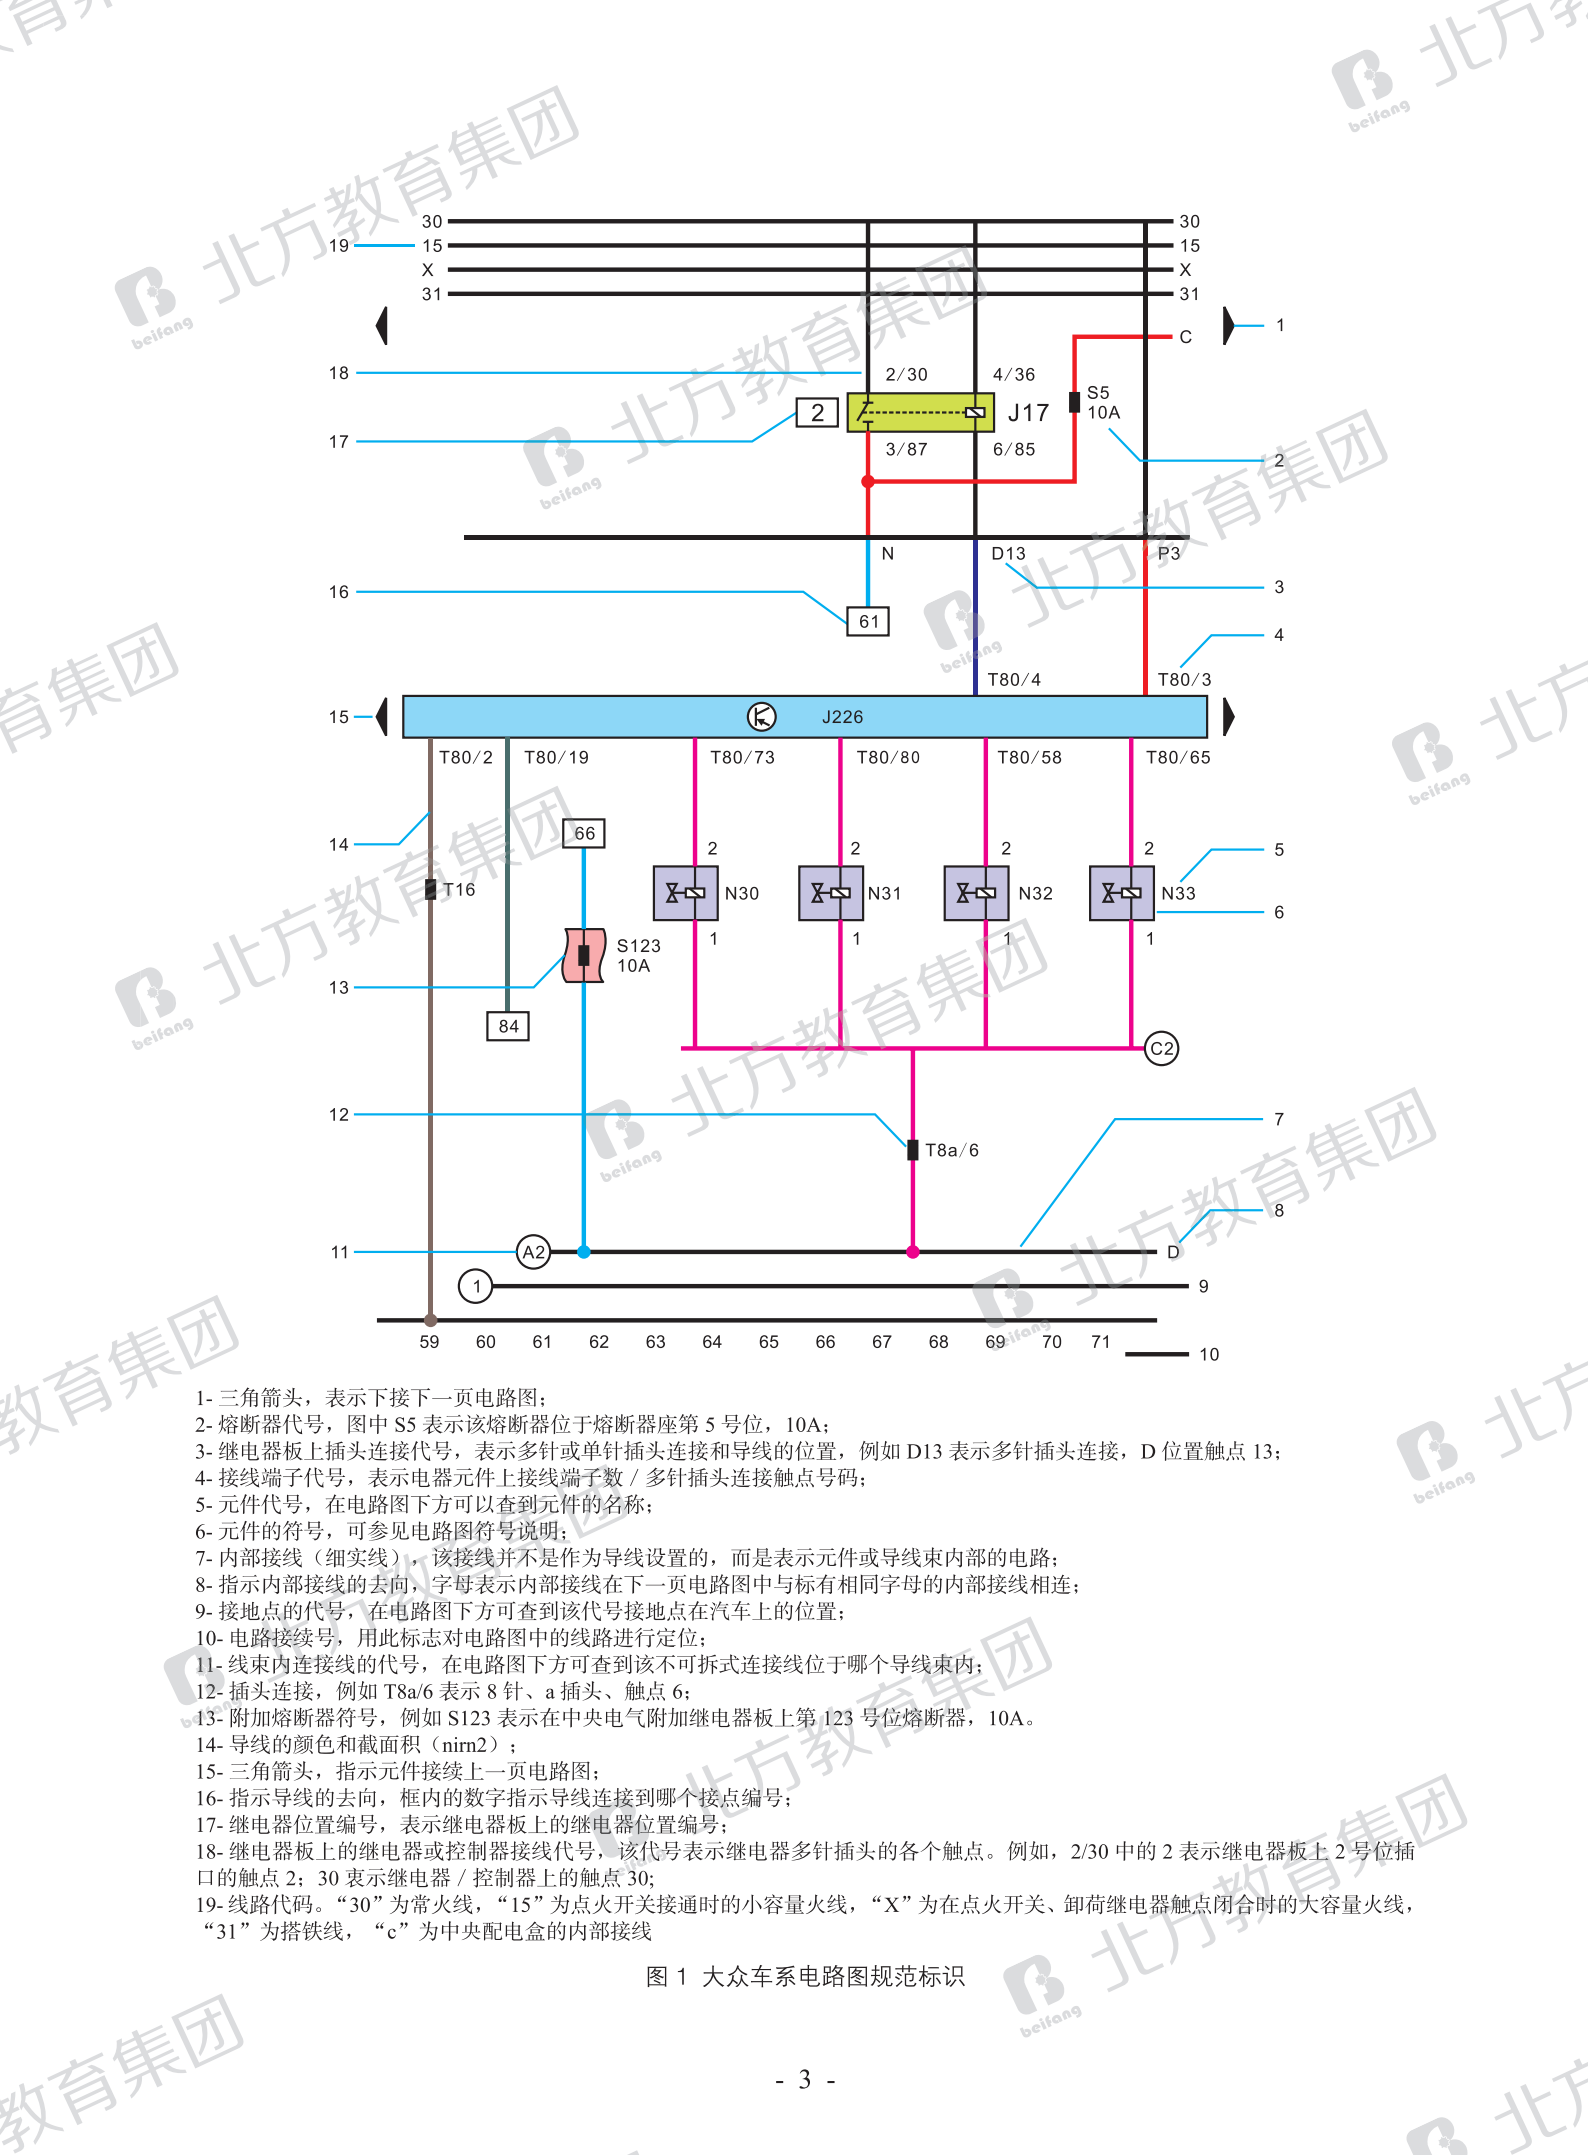 30 30
19 15 15
X X
31 31
1
C
18 2/30 4/36
S5
2 J17 10A
17 3/87 6/85
2
N D13 P3
16 3
61
4
T80/4 T80/3
15 J226
T80/2 T80/19 T80/73 T80/80 T80/58 T80/65
66
14 2 2 2 2 5
T16 N30 N31 N32 N33
6
S123 1 1 1 1
10A
13
84
C2
12 7
T8a/6
8
11 A2 D
1 9
59 60 61 62 63 64 65 66 67 68 69 70 71
10
1- 三角箭头，表示下接下一页电路图；
2- 熔断器代号，图中 S5 表示该熔断器位于熔断器座第 5 号位，10A；
3- 继电器板上插头连接代号，表示多针或单针插头连接和导线的位置，例如 D13 表示多针插头连接，D 位置触点 13；
4- 接线端子代号，表示电器元件上接线端子数 / 多针插头连接触点号码；
5- 元件代号，在电路图下方可以查到元件的名称；
6- 元件的符号，可参见电路图符号说明；
7- 内部接线（细实线），该接线并不是作为导线设置的，而是表示元件或导线束内部的电路；
8- 指示内部接线的去向，字母表示内部接线在下一页电路图中与标有相同字母的内部接线相连；
9- 接地点的代号，在电路图下方可查到该代号接地点在汽车上的位置；
10- 电路接续号，用此标志对电路图中的线路进行定位；
11- 线束内连接线的代号，在电路图下方可查到该不可拆式连接线位于哪个导线束内；
12- 插头连接，例如 T8a/6 表示 8 针、a 插头、触点 6；
13- 附加熔断器符号，例如 S123 表示在中央电气附加继电器板上第 123 号位熔断器，10A。
14- 导线的颜色和截面积（nirn2）；
15- 三角箭头，指示元件接续上一页电路图；
16- 指示导线的去向，框内的数字指示导线连接到哪个接点编号；
17- 继电器位置编号，表示继电器板上的继电器位置编号；
18- 继电器板上的继电器或控制器接线代号，该代号表示继电器多针插头的各个触点。例如，2/30 中的 2 表示继电器板上 2 号位插
口的触点 2；30 衷示继电器 / 控制器上的触点 30;
19- 线路代码。“30”为常火线，“15”为点火开关接通时的小容量火线，“X”为在点火开关、卸荷继电器触点闭合时的大容量火线，
“31”为搭铁线，“c”为中央配电盒的内部接线
图 1 大众车系电路图规范标识
- 3 -
北方教育集团
beifang